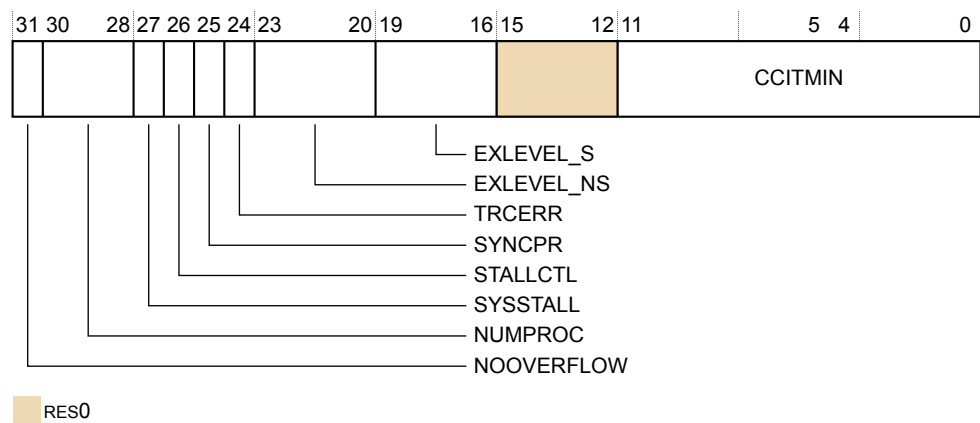 31 30 28 27 26 25 24 23 20 19 16 15 12 11 5 4 0
CCITMIN
EXLEVEL_S
EXLEVEL_NS
TRCERR
SYNCPR
STALLCTL
SYSSTALL
NUMPROC
NOOVERFLOW
RES0